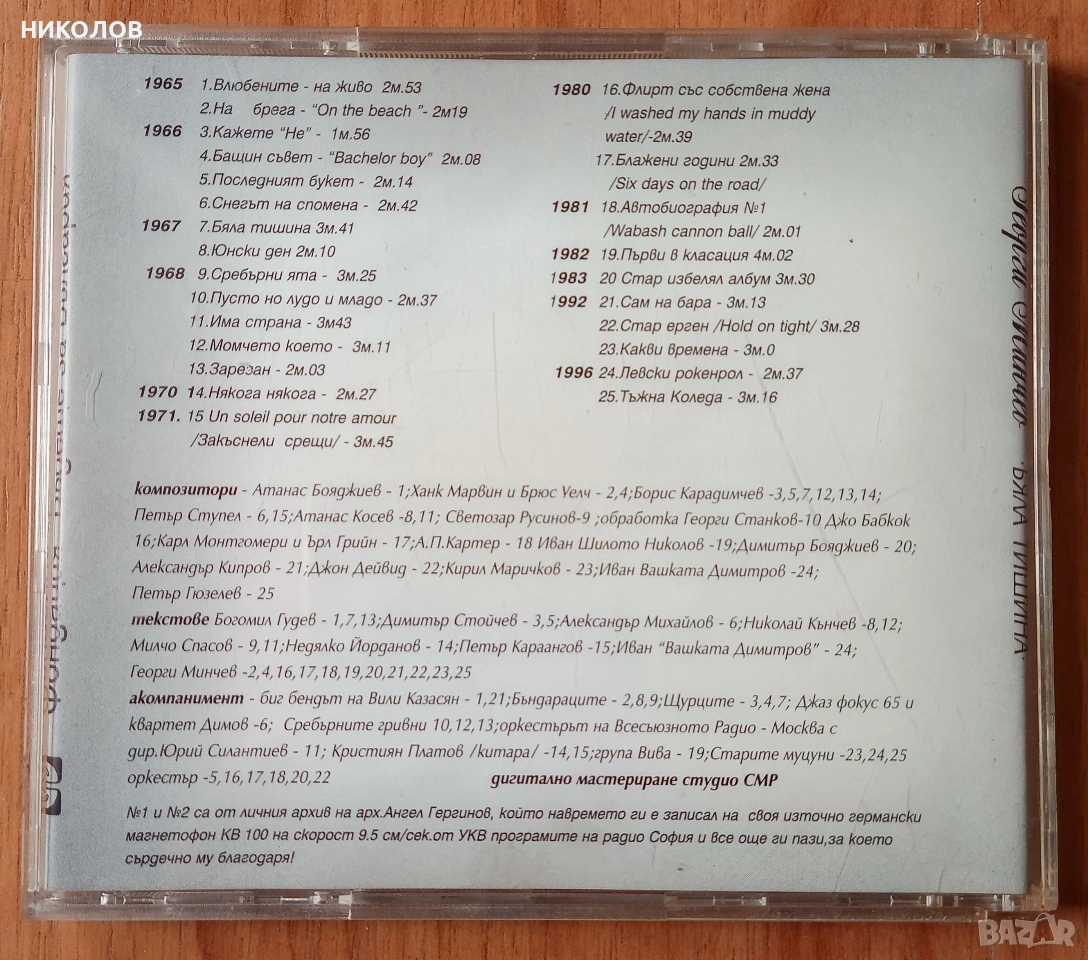 НИКОЛОВ
1965 1.Влюбените - на живо 2м.53
2.На брега - "On the beach "- 2м19
1966 3.Кажете "Не" - 1м.56
4.Бащин съвет - "Bachelor boy" 2м.08
5.Последният букет - 2м.14
6.Снегът на спомена - 2м.42
1967 7.Бяла тишина 3м.41
8.Юнски ден 2м.10
1968 9.Сребърни ята - 3м.25
10.Пусто но лудо и младо - 2м.37
11.Има страна - 3м43
12.Момчето което - 3м.11
13.Зарезан - 2м.03
1970 14.Някога някога - 2м.27
1971. 15 Un soleil pour notre amour
/Закъснели срещи/ - 3м.45
1980 16.Флирт със собствена жена
/I washed my hands in muddy
water/-2м.39
17.Блажени години 2м.33
/Six days on the road/
1981 18.Автобиография №1
/Wabash cannon ball/ 2м.01
1982 19.Първи в класация 4м.02
1983 20 Стар избелял албум 3м.30
1992 21.Сам на бара - 3м.13
22.Стар ерген /Hold on tight/ 3м.28
23.Какви времена - 3м.0
1996 24.Левски рокенрол - 2м.37
25.Тъжна Коледа - 3м.16
композитори - Атанас Бояджиев - 1;Ханк Марвин и Брюс Уелч - 2,4;Борис Карадимчев -3,5,7,12,13,14;
Петър Ступел - 6,15;Атанас Косев -8,11; Светозар Русинов-9 ;обработка Георги Станков-10 Джо Бабкок
16;Карл Монтгомери и Ърл Грийн - 17;А.П.Картер - 18 Иван Шилото Николов -19;Димитър Бояджиев - 20;
Александър Кипров - 21;Джон Дейвид - 22;Кирил Маричков - 23;Иван Вашката Димитров -24;
Петър Гюзелев - 25
текстове Богомил Гудев - 1,7,13;Димитър Стойчев - 3,5;Александър Михайлов - 6;Николай Кънчев -8,12;
Милчо Спасов - 9,11;Недялко Йорданов - 14;Петър Караангов -15;Иван "Вашката Димитров" - 24;
Георги Минчев -2,4,16,17,18,19,20,21,22,23,25
акомпанимент - биг бендът на Вили Казасян - 1,21;Бъндараците - 2,8,9;Щурците - 3,4,7; Джаз фокус 65 и
квартет Димов -6; Сребърните гривни 10,12,13;оркестърът на Всесъюзното Радио - Москва с
дир.Юрий Силантиев - 11; Кристиян Платов /китара/ -14,15;група Вива - 19;Старите муцуни -23,24,25
оркестър -5,16,17,18,20,22 дигитално мастериране студио СМР
№1 и №2 са от личния архив на арх.Ангел Гергинов, който навремето ги е записал на своя източно германски
магнетофон КВ 100 на скорост 9.5 см/сек.от УКВ програмите на радио София и все още ги пази,за което
сърдечно му благодаря!
Георги Минчев "БЯЛА ТИШИНА"
BAZAR